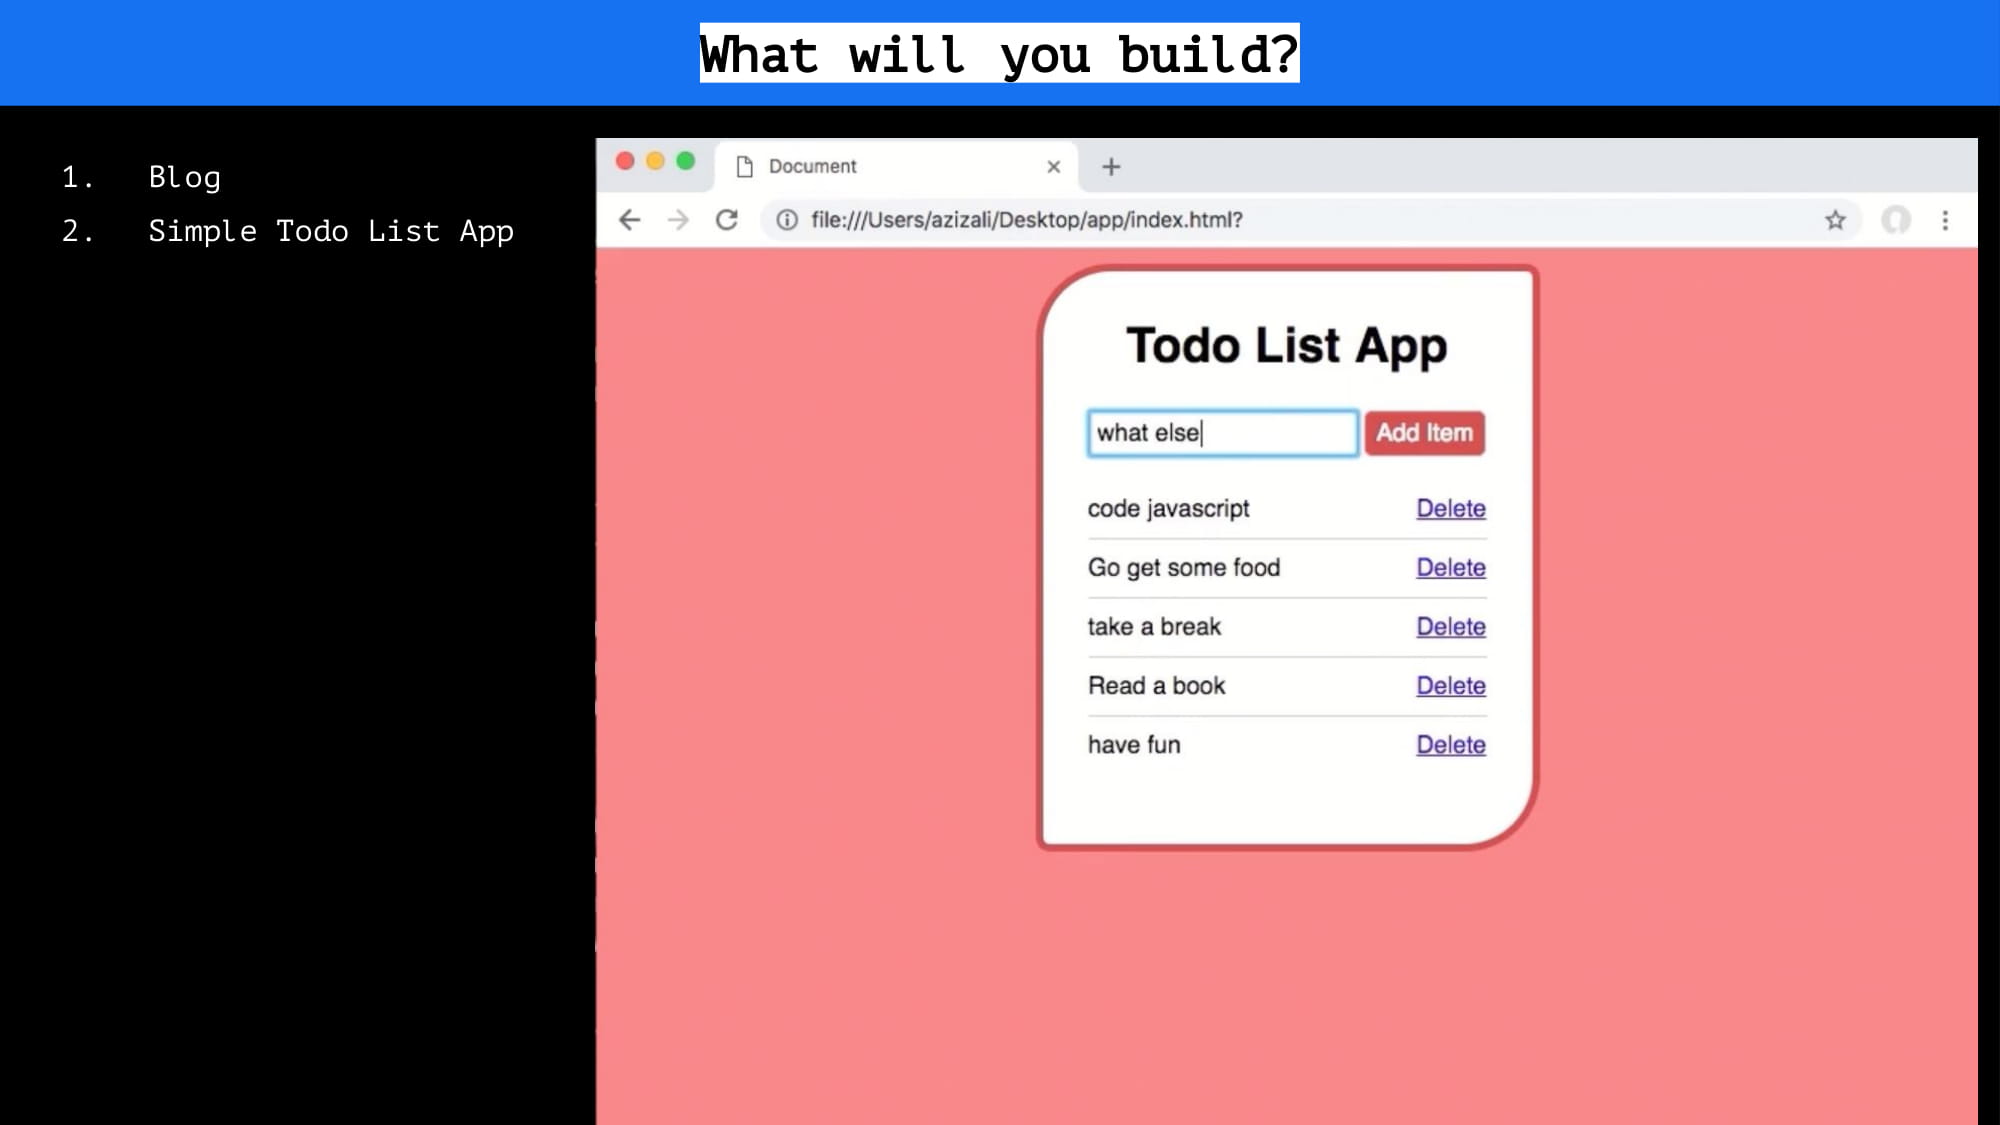 What will you build?
1. Blog
2. Simple Todo List App
Document
file:///Users/azizali/Desktop/app/index.html?
Todo List App
what else
Add Item
code javascript Delete
Go get some food Delete
take a break Delete
Read a book Delete
have fun Delete